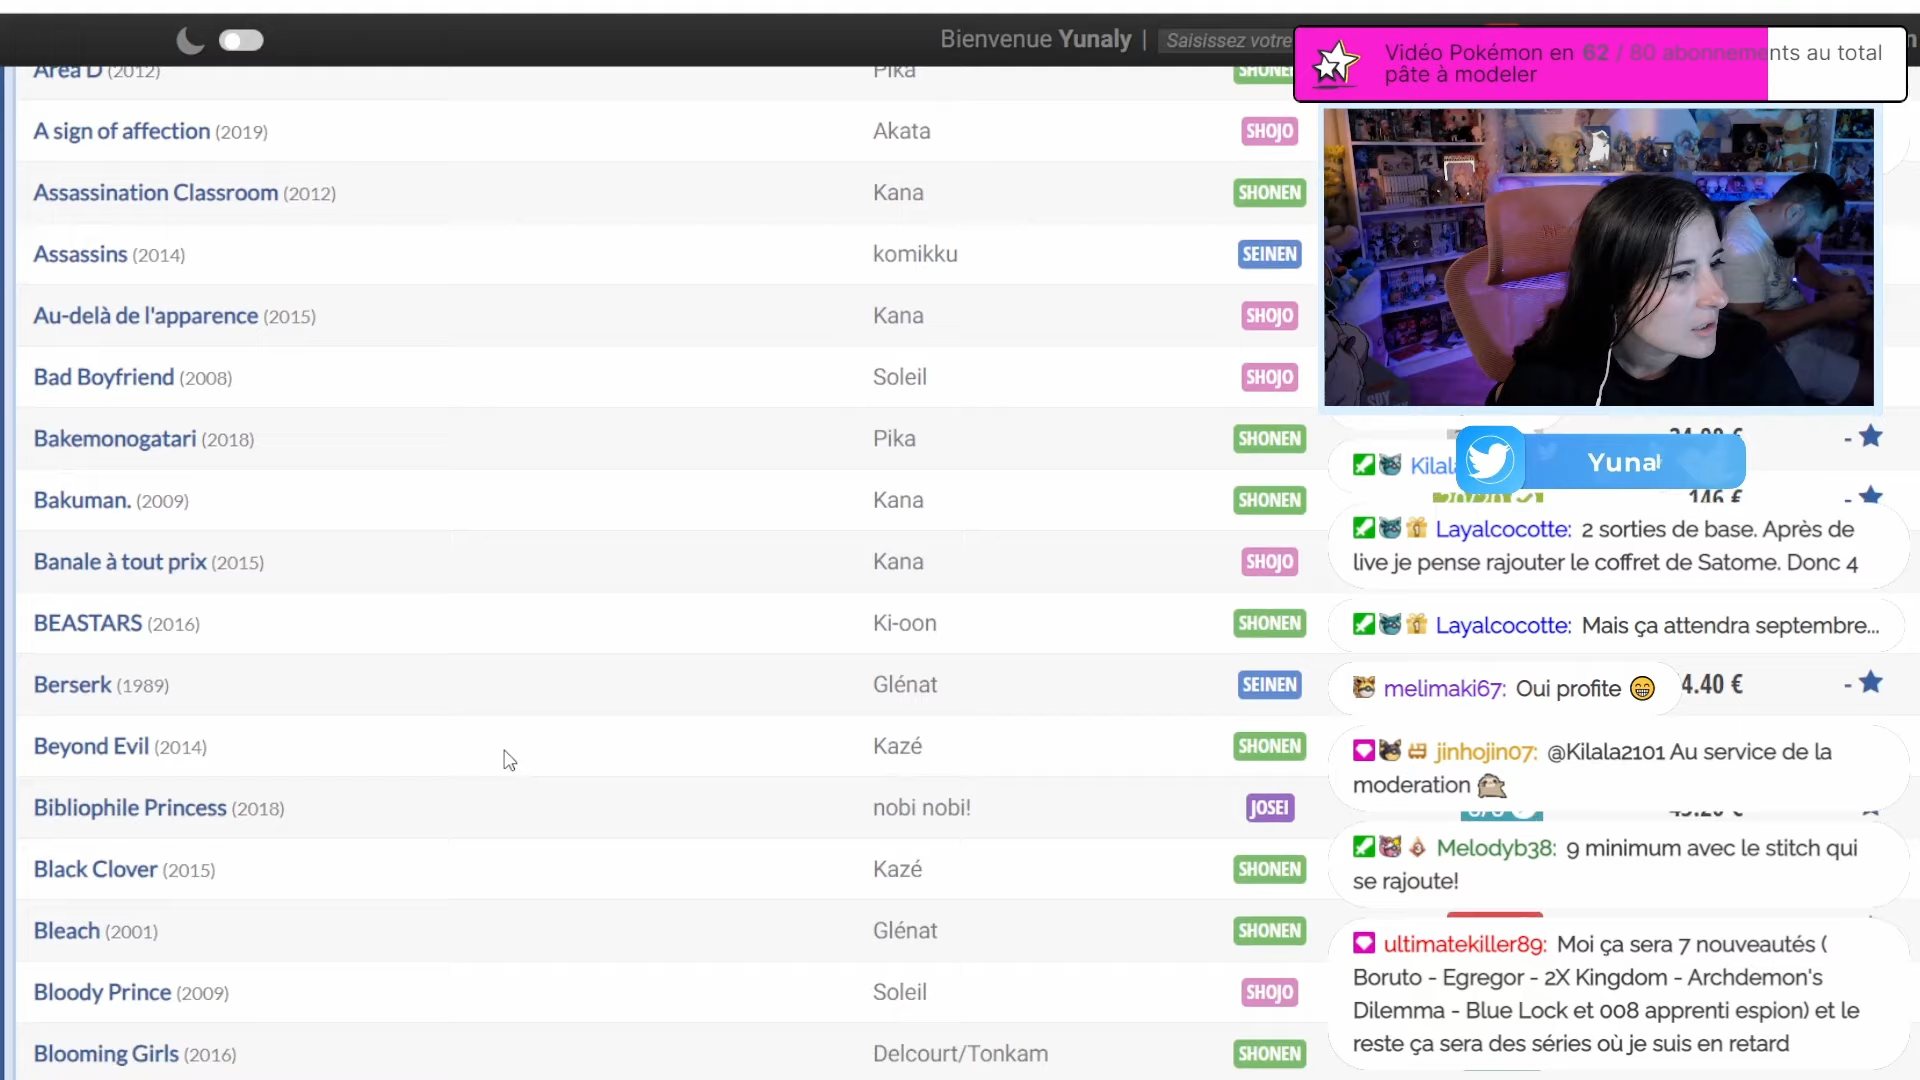 Bienvenue Yunaly | Saisissez votre
Vidéo Pokémon en 62 / 80 abonnements au total
pâte à modeler
Area D (2012) Pika SHONEN
A sign of affection (2019) Akata SHOJO
Assassination Classroom (2012) Kana SHONEN
Assassins (2014) komikku SEINEN
Au-delà de l'apparence (2015) Kana SHOJO
Bad Boyfriend (2008) Soleil SHOJO
Bakemonogatari (2018) Pika SHONEN
Bakuman. (2009) Kana SHONEN 146 € -
Banale à tout prix (2015) Kana SHOJO
BEASTARS (2016) Ki-oon SHONEN
Berserk (1989) Glénat SEINEN 4.40 € -
Beyond Evil (2014) Kazé SHONEN
Bibliophile Princess (2018) nobi nobi! JOSEI
Black Clover (2015) Kazé SHONEN
Bleach (2001) Glénat SHONEN
Bloody Prince (2009) Soleil SHOJO
Blooming Girls (2016) Delcourt/Tonkam SHONEN
Kilal
Yunal
Layalcocotte: 2 sorties de base. Après de
live je pense rajouter le coffret de Satome. Donc 4
Layalcocotte: Mais ça attendra septembre...
melimaki67: Oui profite 😁
jinhojin07: @Kilala2101 Au service de la
moderation
Melodyb38: 9 minimum avec le stitch qui
se rajoute!
ultimatekiller89: Moi ça sera 7 nouveautés (
Boruto - Egregor - 2X Kingdom - Archdemon's
Dilemma - Blue Lock et 008 apprenti espion) et le
reste ça sera des séries où je suis en retard